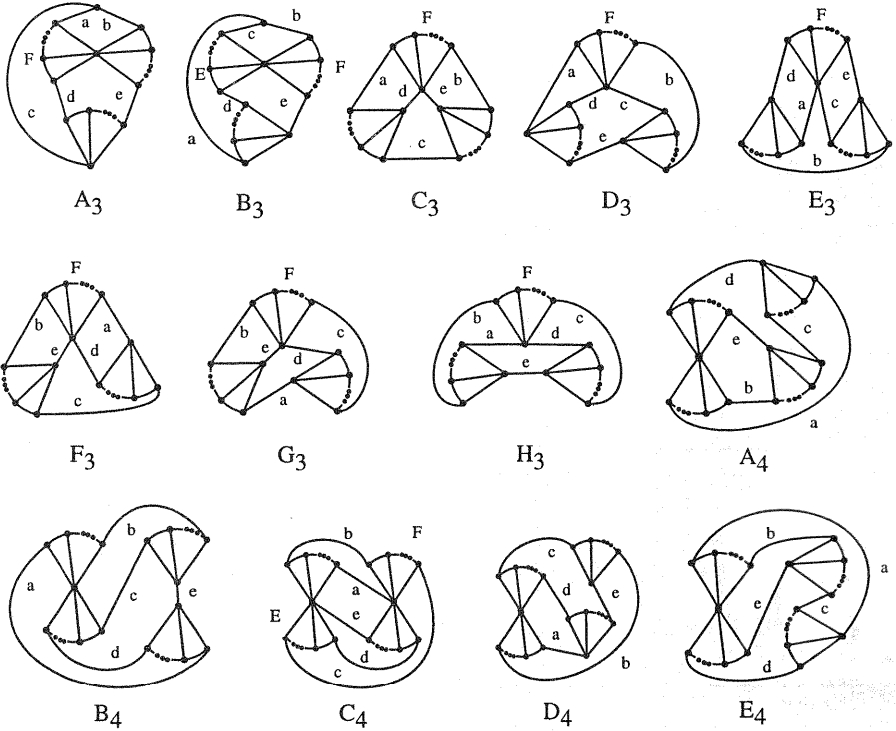 F F F
a b b c F a b a b d e
F E F d e d c
d e d e e a c
c a c b
A₃ B₃ C₃ D₃ E₃
F F F d
b a b c b c
e d e d a d e c
c a e b
F₃ G₃ H₃ A₄ a
b b F c b
a c e a d a
E e e e c
d d a d
c b
B₄ C₄ D₄ E₄